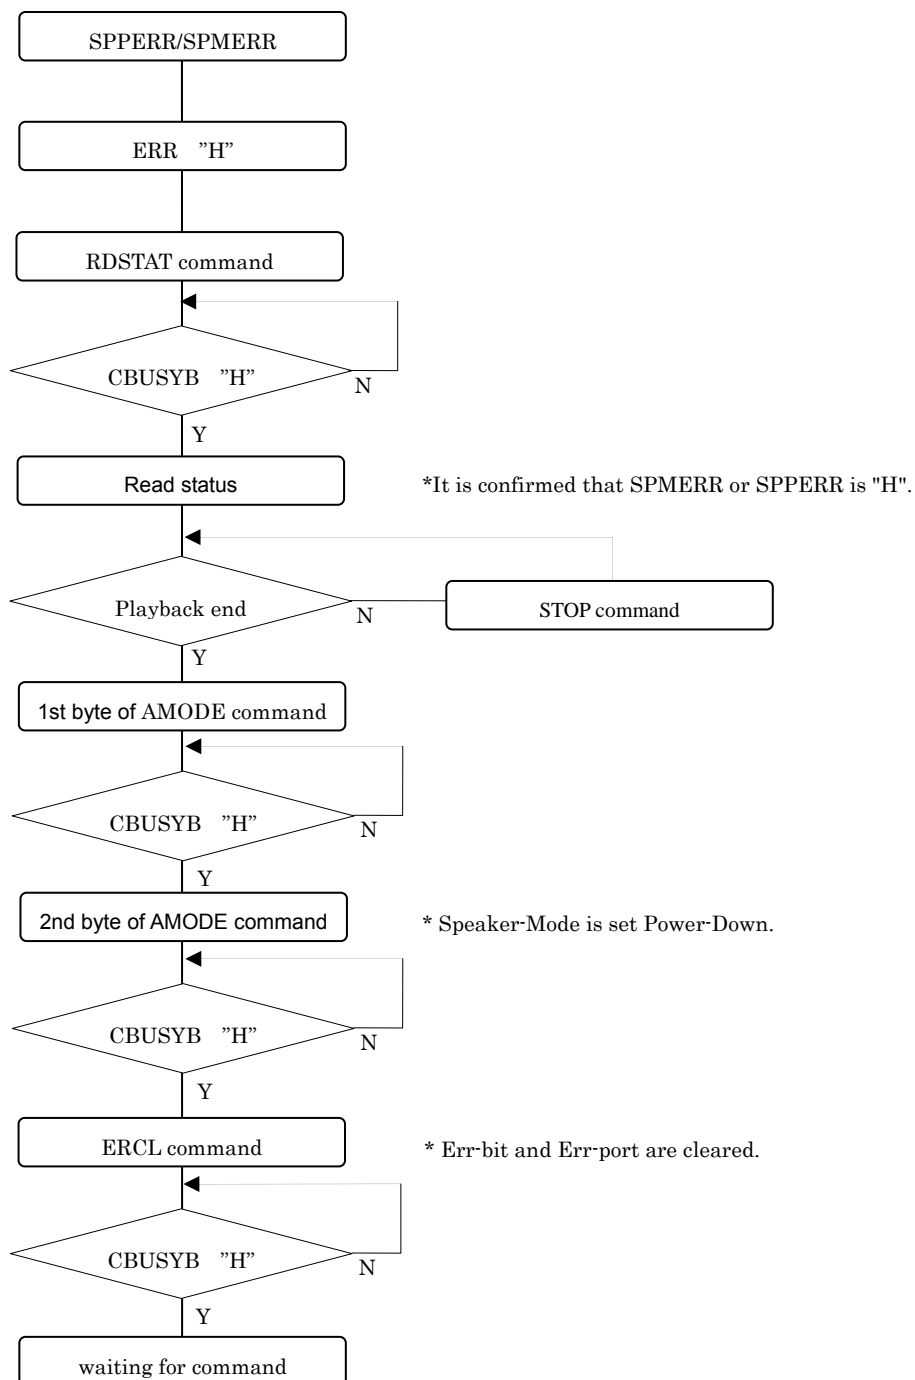 SPPERR/SPMERR
ERR ”H”
RDSTAT command
CBUSYB ”H”
N
Y
Read status
*It is confirmed that SPMERR or SPPERR is "H".
Playback end
N
STOP command
Y
1st byte of AMODE command
CBUSYB ”H”
N
Y
2nd byte of AMODE command
* Speaker-Mode is set Power-Down.
CBUSYB ”H”
N
Y
ERCL command
* Err-bit and Err-port are cleared.
CBUSYB ”H”
N
Y
waiting for command